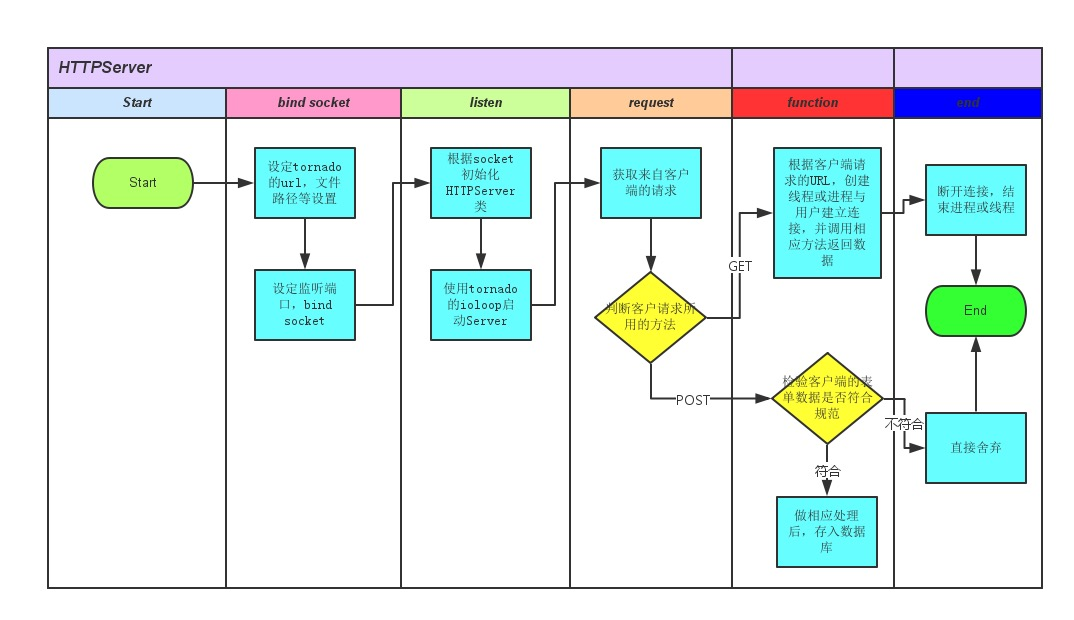 HTTPServer
Start
bind socket
listen
request
function
end
Start
设定tornado
的url，文件
路径等设置
设定监听端
口，bind
socket
根据socket
初始化
HTTPServer
类
使用tornado
的ioloop启
动Server
获取来自客户
端的请求
判断客户请求所
用的方法
GET
POST
根据客户端请
求的URL，创建
线程或进程与
用户建立连
接，并调用相
应方法返回数
据
检验客户端的表
单数据是否符合
规范
符合
不符合
做相应处理
后，存入数据
库
断开连接，结
束进程或线程
End
直接舍弃